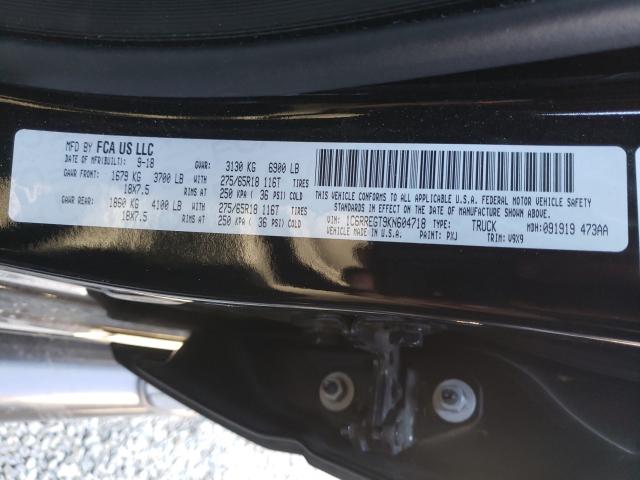 MFD BY FCA US LLC
DATE OF MFR(BUILT): 9-18 GVWR: 3130 KG 6900 LB
GAWR FRONT: 1679 KG 3700 LB WITH 275/65R18 116T TIRES
18X7.5 RIMS AT 250 KPA ( 36 PSI) COLD
GAWR REAR: 1860 KG 4100 LB WITH 275/65R18 116T TIRES
18X7.5 RIMS AT 250 KPA ( 36 PSI) COLD
THIS VEHICLE CONFORMS TO ALL APPLICABLE U.S.A. FEDERAL MOTOR VEHICLE SAFETY
STANDARDS IN EFFECT ON THE DATE OF MANUFACTURE SHOWN ABOVE.
VIN: 1C6RREGT9KN604718 TYPE: TRUCK MDH: 091919 473AA
VEHICLE MADE IN U.S.A. PAINT: PXJ TRIM: V9X9